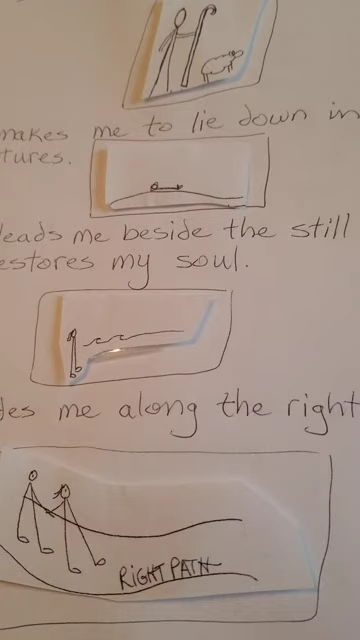 makes me to lie down in
tures.
leads me beside the still
estores my soul.
des me along the right
RIGHT PATH